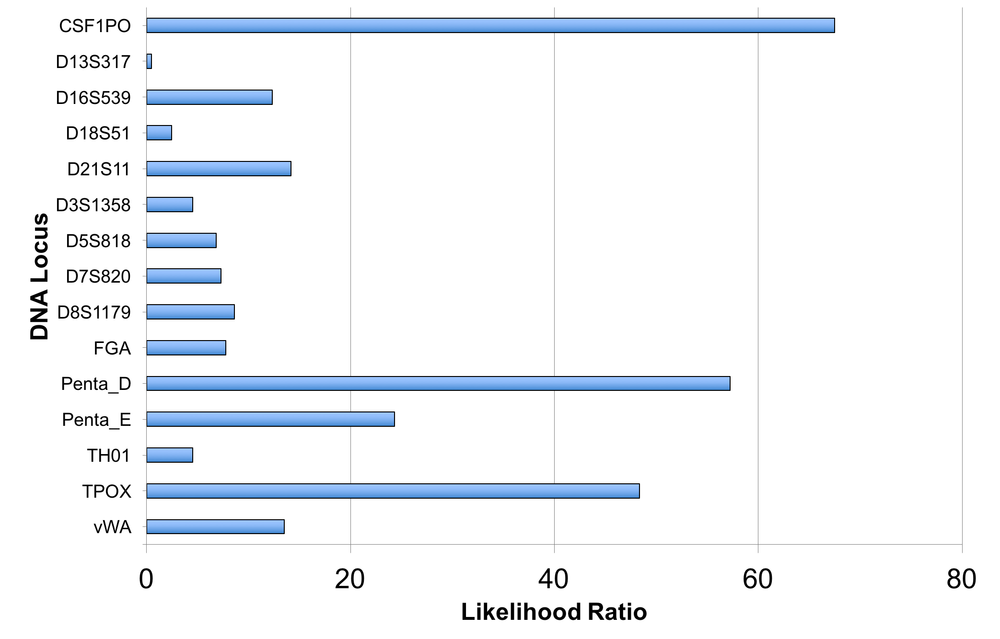 CSF1PO
D13S317
D16S539
D18S51
D21S11
D3S1358
D5S818
D7S820
D8S1179
FGA
Penta_D
Penta_E
TH01
TPOX
vWA
DNA Locus
0 20 40 60 80
Likelihood Ratio